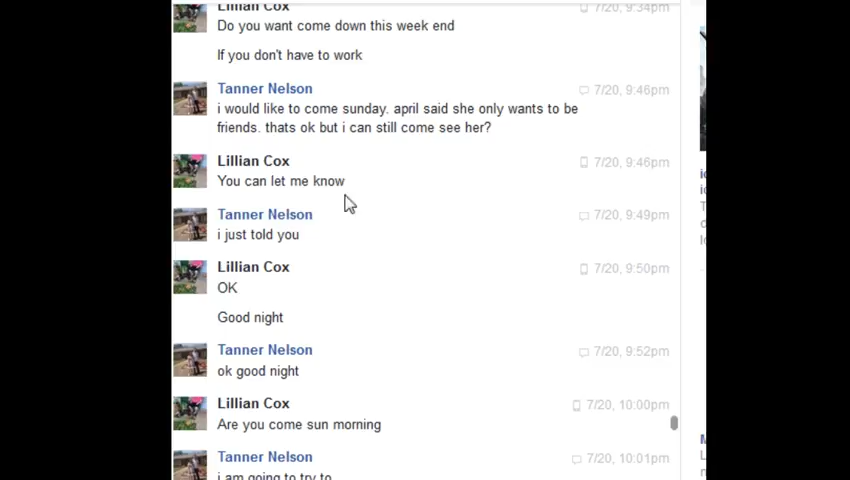 Lillian Cox
7/20, 9:34pm
Do you want come down this week end
If you don't have to work
Tanner Nelson
7/20, 9:46pm
i would like to come sunday. april said she only wants to be
friends. thats ok but i can still come see her?
Lillian Cox
7/20, 9:46pm
You can let me know
Tanner Nelson
7/20, 9:49pm
i just told you
Lillian Cox
7/20, 9:50pm
OK
Good night
Tanner Nelson
7/20, 9:52pm
ok good night
Lillian Cox
7/20, 10:00pm
Are you come sun morning
Tanner Nelson
7/20, 10:01pm
i am going to try to